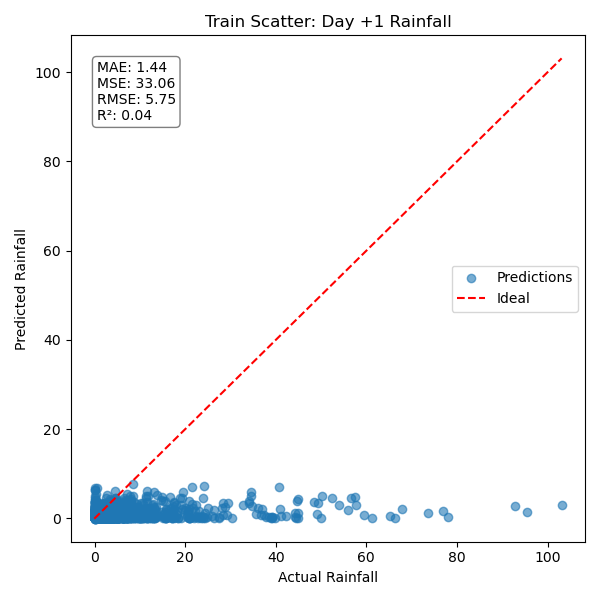 Train Scatter: Day +1 Rainfall
MAE: 1.44
MSE: 33.06
RMSE: 5.75
R²: 0.04
100
80
60
40
20
0
Predicted Rainfall
Predictions
Ideal
0 20 40 60 80 100
Actual Rainfall